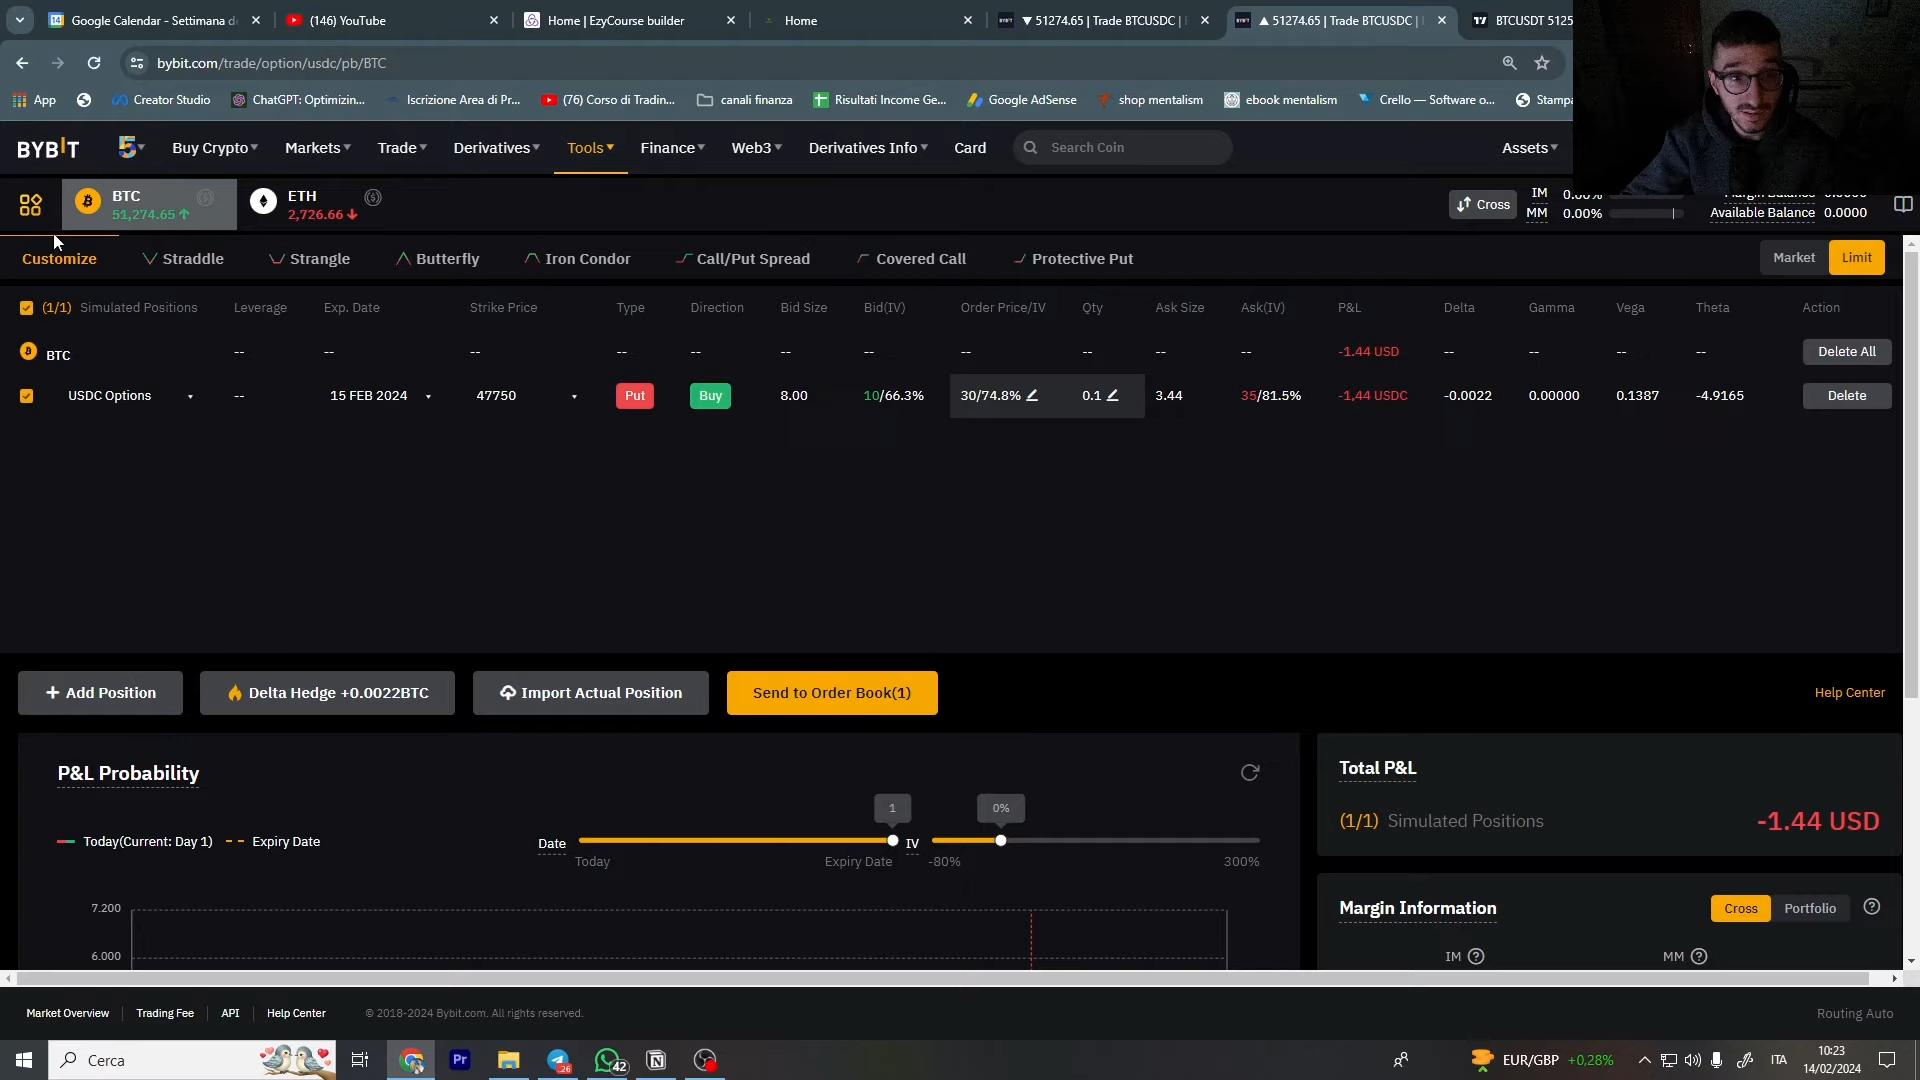 Google Calendar - Settimana d
(146) YouTube
Home | EzyCourse builder
Home
▼ 51274.65 | Trade BTCUSDC |
▲ 51274.65 | Trade BTCUSDC |
BTCUSDT 5125
bybit.com/trade/option/usdc/pb/BTC
App
Creator Studio
ChatGPT: Optimizin...
Iscrizione Area di Pr...
(76) Corso di Tradin...
canali finanza
Risultati Income Ge...
Google AdSense
shop mentalism
ebook mentalism
Crello — Software o...
Stampa
BYBIT
Buy Crypto
Markets
Trade
Derivatives
Tools
Finance
Web3
Derivatives Info
Card
Search Coin
Assets
BTC
51,274.65
ETH
2,726.66
Cross
IM 0.00%
MM 0.00%
Margin Balance 0.0000
Available Balance 0.0000
Customize
Straddle
Strangle
Butterfly
Iron Condor
Call/Put Spread
Covered Call
Protective Put
Market
Limit
(1/1) Simulated Positions Leverage Exp. Date Strike Price Type Direction Bid Size Bid(IV) Order Price/IV Qty Ask Size Ask(IV) P&L Delta Gamma Vega Theta Action
BTC -- -- -- -- -- -- -- -- -- -- -- -1.44 USD -- -- -- -- Delete All
USDC Options -- 15 FEB 2024 47750 Put Buy 8.00 10/66.3% 30/74.8% 0.1 3.44 35/81.5% -1,44 USDC -0.0022 0.00000 0.1387 -4.9165 Delete
+ Add Position
Delta Hedge +0.0022BTC
Import Actual Position
Send to Order Book(1)
Help Center
P&L Probability
1
0%
Today(Current: Day 1)
Expiry Date
Date
IV
Today
Expiry Date
-80%
300%
7.200
6.000
Total P&L
(1/1) Simulated Positions
-1.44 USD
Margin Information
Cross
Portfolio
IM
MM
Market Overview
Trading Fee
API
Help Center
© 2018-2024 Bybit.com. All rights reserved.
Routing Auto
Cerca
Pr
26
42
EUR/GBP +0,28%
ITA
10:23
14/02/2024